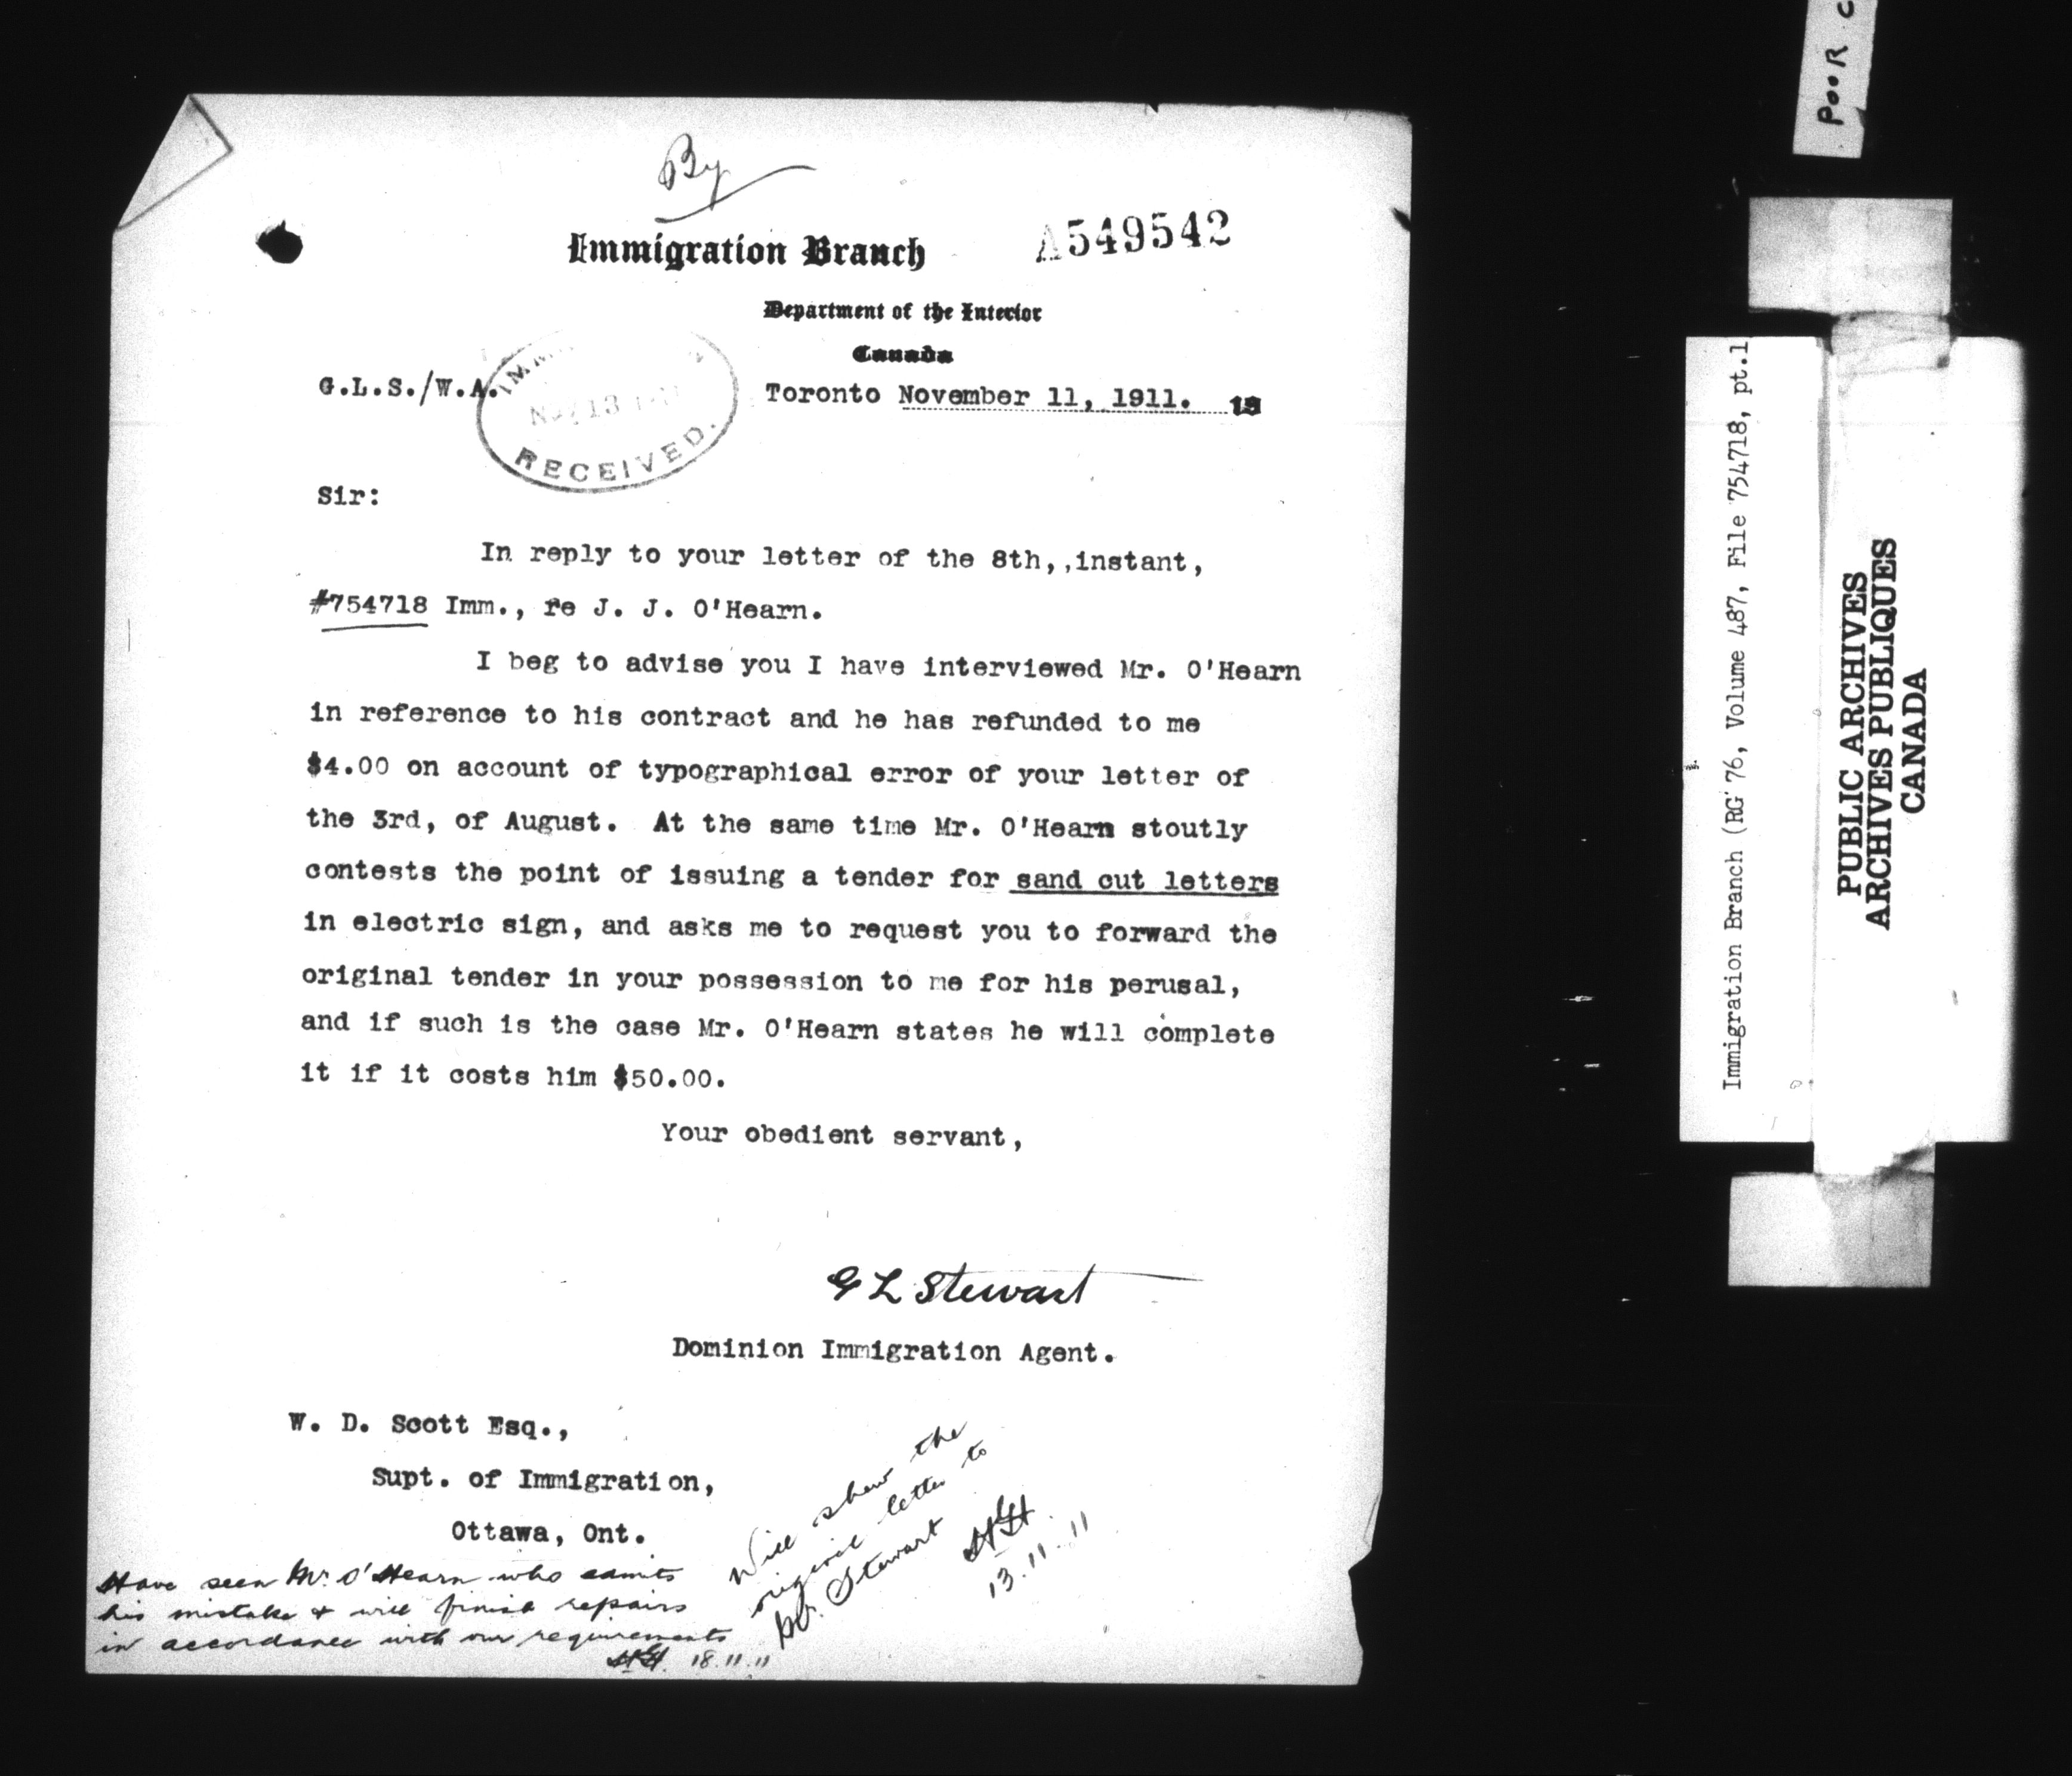 By
Immigration Branch
A549542
Department of the Interior
Canada
G.L.S./W.A.
NOV 13
RECEIVED.
Toronto November 11, 1911. 19
Sir:
In reply to your letter of the 8th,,instant,
#754718 Imm., re J. J. O'Hearn.
I beg to advise you I have interviewed Mr. O'Hearn
in reference to his contract and he has refunded to me
$4.00 on account of typographical error of your letter of
the 3rd, of August. At the same time Mr. O'Hearn stoutly
contests the point of issuing a tender for sand cut letters
in electric sign, and asks me to request you to forward the
original tender in your possession to me for his perusal,
and if such is the case Mr. O'Hearn states he will complete
it if it costs him $50.00.
Your obedient servant,
G L Stewart
Dominion Immigration Agent.
W. D. Scott Esq.,
Supt. of Immigration,
Ottawa, Ont.
Will shew the
original letter to
Mr. Stewart
13.11.11
Have seen Mr. O'Hearn who admits
his mistake & will finish repairs
in accordance with our requirements
18.11.11
POOR C
Immigration Branch (RG 76, Volume 487, File 754718, pt.1
PUBLIC ARCHIVES
ARCHIVES PUBLIQUES
CANADA